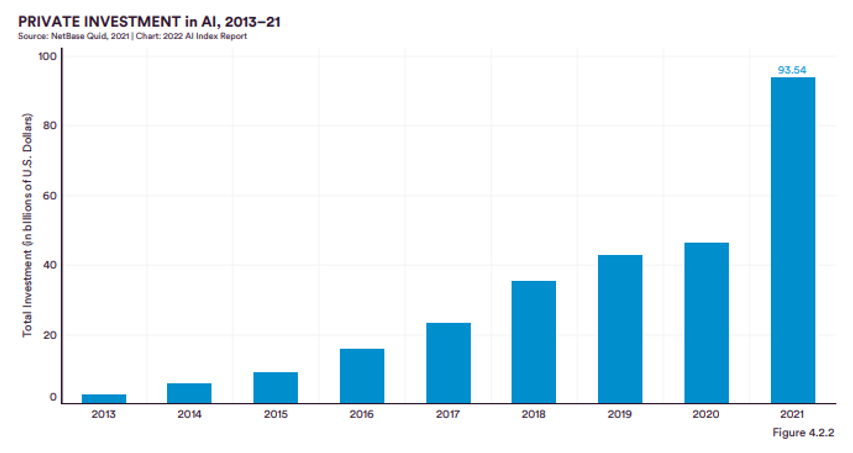 PRIVATE INVESTMENT in AI, 2013–21
Source: NetBase Quid, 2021 | Chart: 2022 AI Index Report
Total Investment (in billions of U.S. Dollars)
100
80
60
40
20
0
93.54
2013 2014 2015 2016 2017 2018 2019 2020 2021
Figure 4.2.2